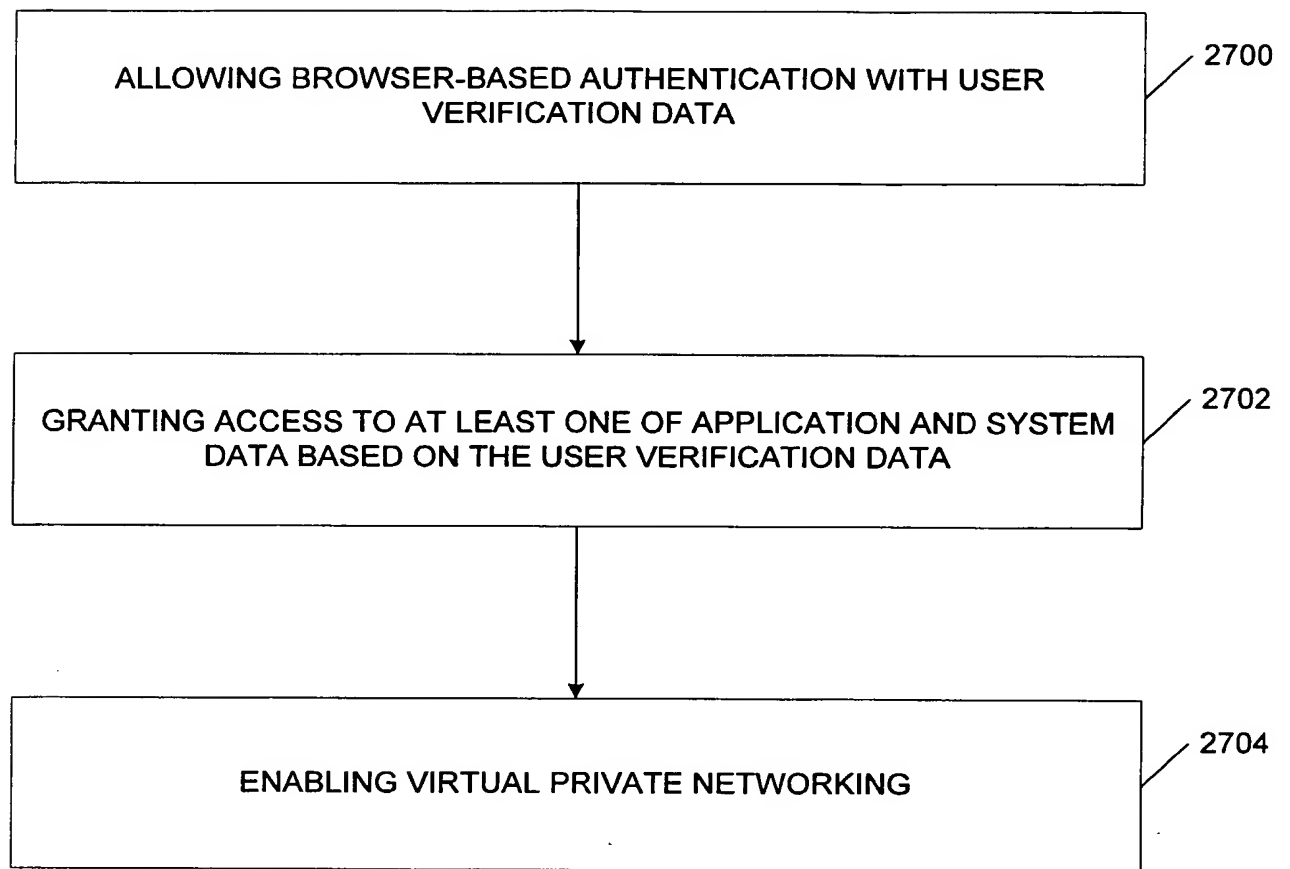 ALLOWING BROWSER-BASED AUTHENTICATION WITH USER
VERIFICATION DATA
2700
GRANTING ACCESS TO AT LEAST ONE OF APPLICATION AND SYSTEM
DATA BASED ON THE USER VERIFICATION DATA
2702
ENABLING VIRTUAL PRIVATE NETWORKING
2704